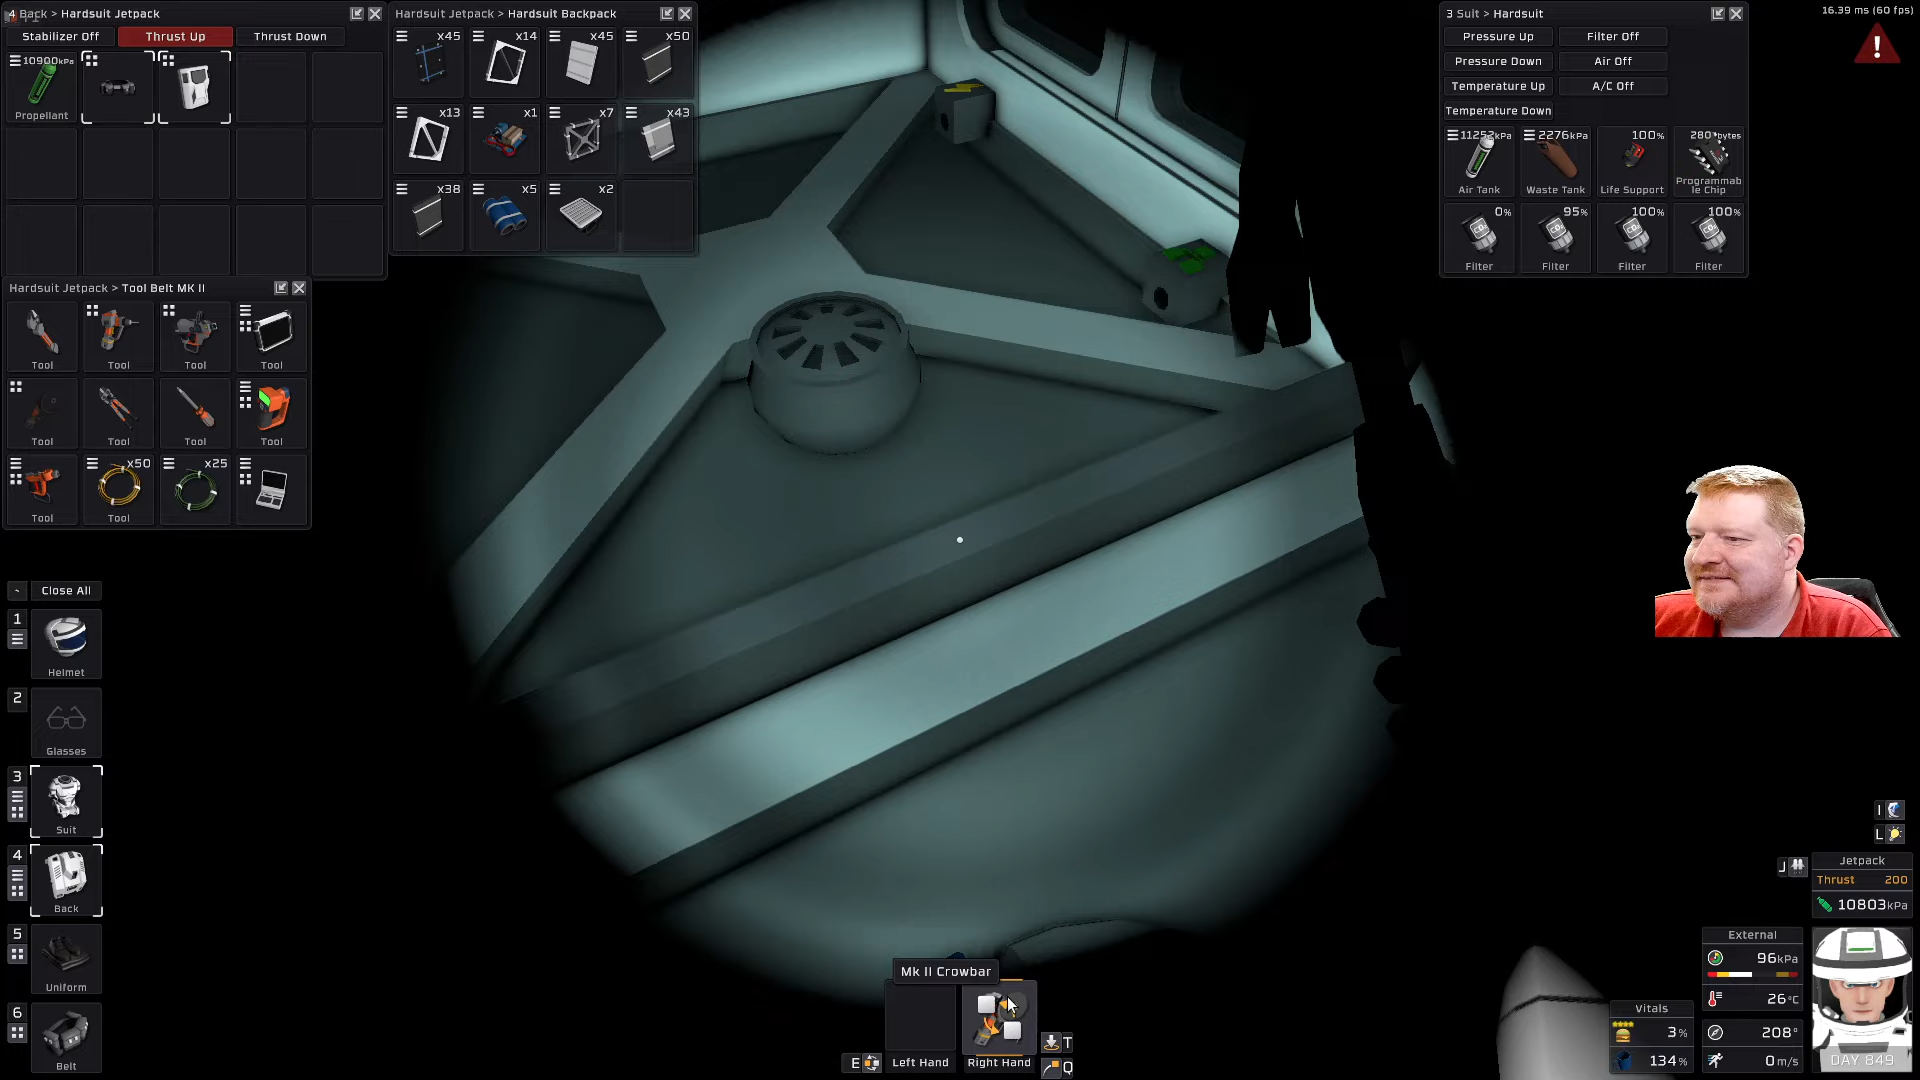 4 Back > Hardsuit Jetpack
Stabilizer Off
Thrust Up
Thrust Down
10900kPa
Propellant
Hardsuit Jetpack > Hardsuit Backpack
x45
x14
x45
x50
x13
x1
x7
x43
x38
x5
x2
Hardsuit Jetpack > Tool Belt MK II
Tool
Tool
Tool
Tool
Tool
Tool
Tool
Tool
x50
x25
Tool
Tool
Tool
~
Close All
1
Helmet
2
Glasses
3
Suit
4
Back
5
Uniform
6
Belt
3 Suit > Hardsuit
Pressure Up
Filter Off
Pressure Down
Air Off
Temperature Up
A/C Off
Temperature Down
11252kPa
2276kPa
100%
Air Tank
Waste Tank
Life Support
Programmab
le Chip
0%
95%
100%
100%
Filter
Filter
Filter
Filter
16.39 ms (60 fps)
I
L
J
Jetpack
Thrust 200
10803kPa
External
96kPa
26°C
208°
0m/s
Vitals
3%
134%
DAY 849
Mk II Crowbar
E
Left Hand
Right Hand
T
Q